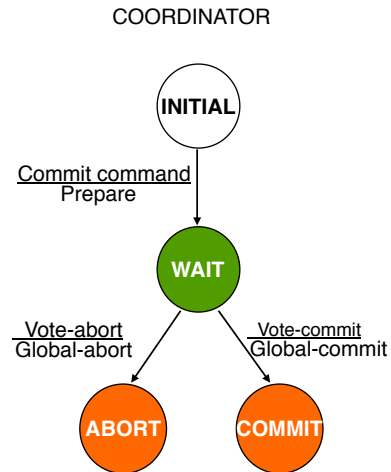 COORDINATOR
INITIAL
Commit command
Prepare
WAIT
Vote-abort
Global-abort
Vote-commit
Global-commit
ABORT
COMMIT